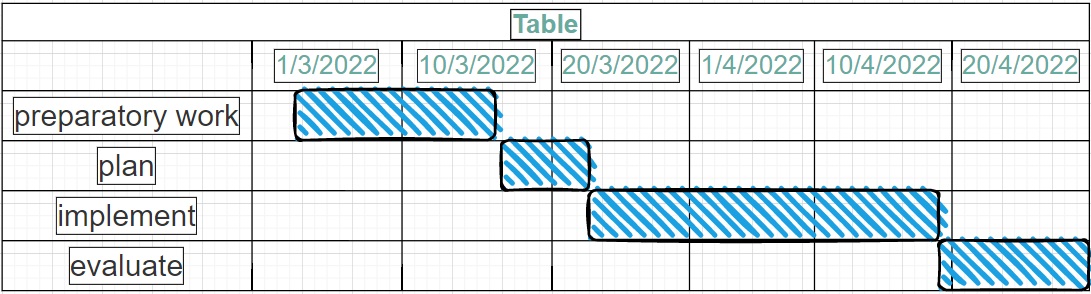 Table
1/3/2022 10/3/2022 20/3/2022 1/4/2022 10/4/2022 20/4/2022
preparatory work
plan
implement
evaluate